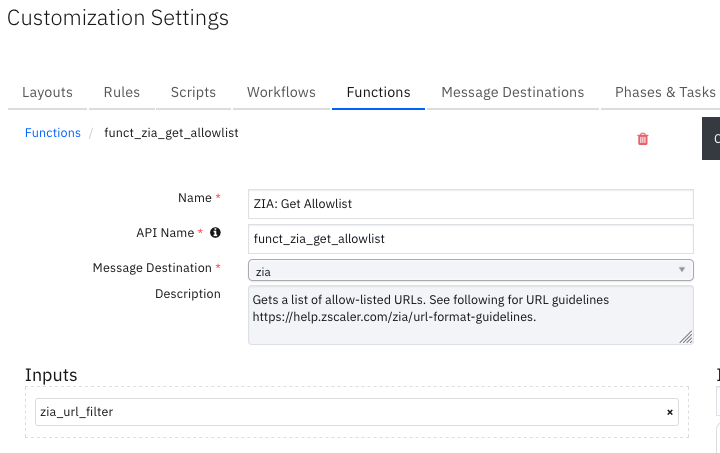 Customization Settings
Layouts Rules Scripts Workflows Functions Message Destinations Phases & Tasks
Functions / funct_zia_get_allowlist
Name * ZIA: Get Allowlist
API Name * funct_zia_get_allowlist
Message Destination * zia
Description
Gets a list of allow-listed URLs. See following for URL guidelines
https://help.zscaler.com/zia/url-format-guidelines.
Inputs
zia_url_filter ×